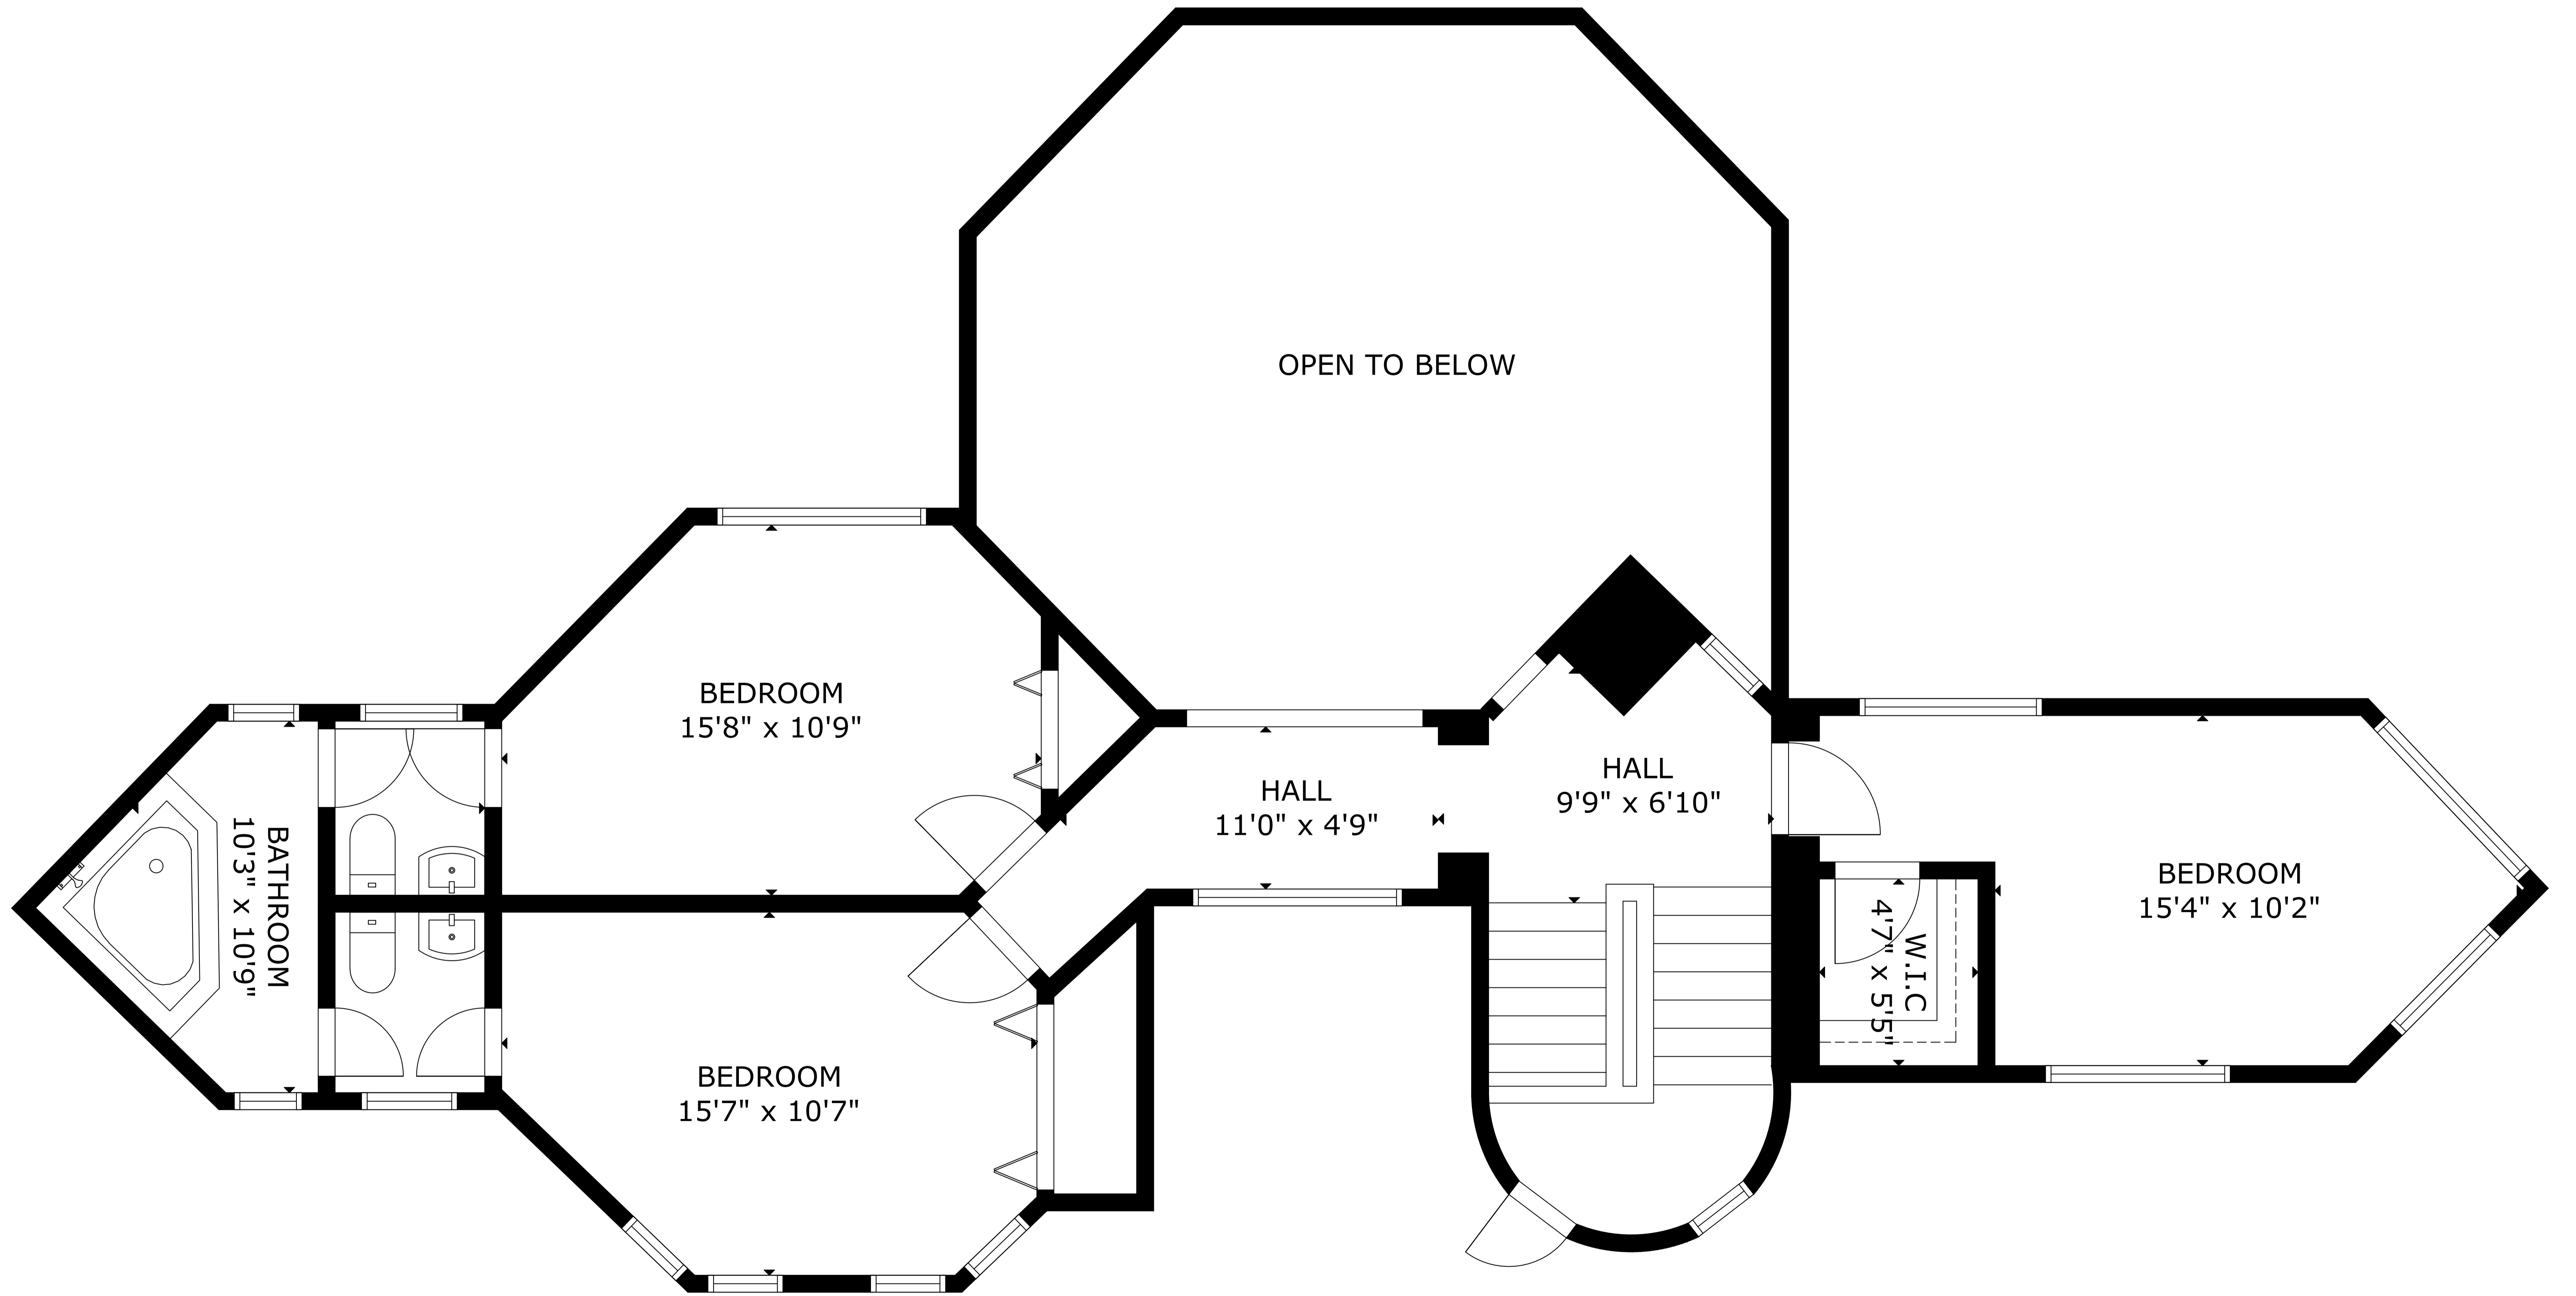 OPEN TO BELOW
BEDROOM
15'8" x 10'9"
HALL
11'0" x 4'9"
HALL
9'9" x 6'10"
BATHROOM
10'3" x 10'9"
BEDROOM
15'4" x 10'2"
W.I.C
4'7" x 5'5"
BEDROOM
15'7" x 10'7"